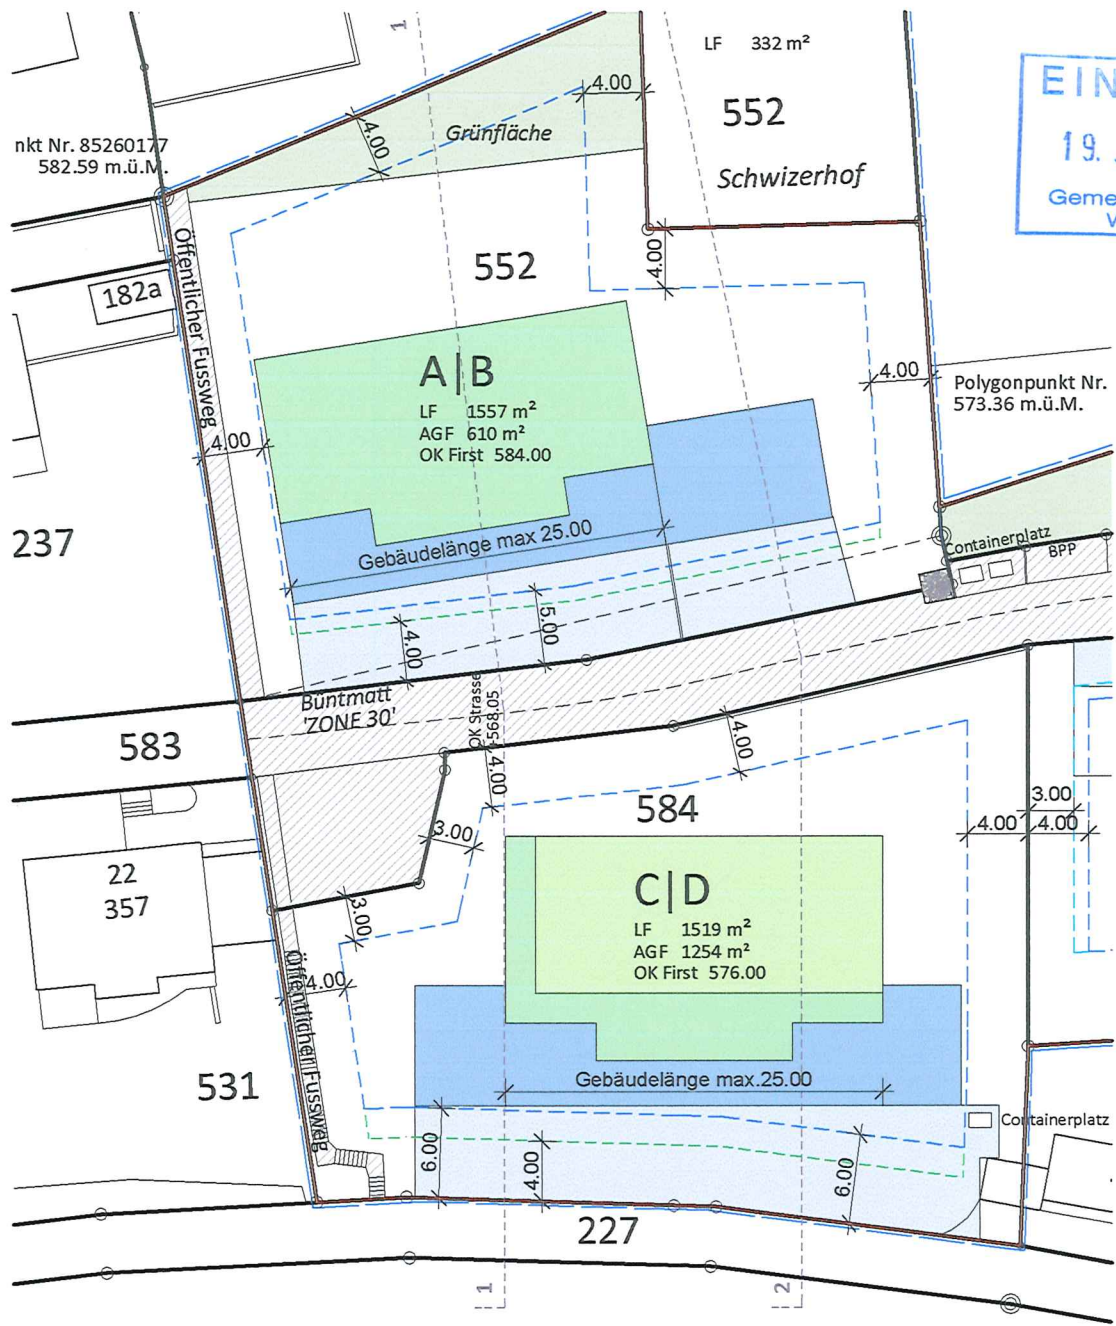 1
LF 332 m²
4.00
552
Schwizerhof
4.00
Grünfläche
nkt Nr. 85260177
582.59 m.ü.M.
EIN
19.
Geme
Öffentlicher Fussweg
182a
552
4.00
A|B
LF 1557 m²
AGF 610 m²
OK First 584.00
4.00
Polygonpunkt Nr.
573.36 m.ü.M.
4.00
237
Gebäudelänge max 25.00
Containerplatz
BPP
5.00
4.00
Büntmatt
'ZONE 30'
OK Strasse
568.05
583
4.00
4.00
584
3.00
3.00
4.00
4.00
22
357
C|D
LF 1519 m²
AGF 1254 m²
OK First 576.00
3.00
Öffentlicher Fussweg
4.00
531
Gebäudelänge max.25.00
Containerplatz
6.00
4.00
6.00
227
1
2